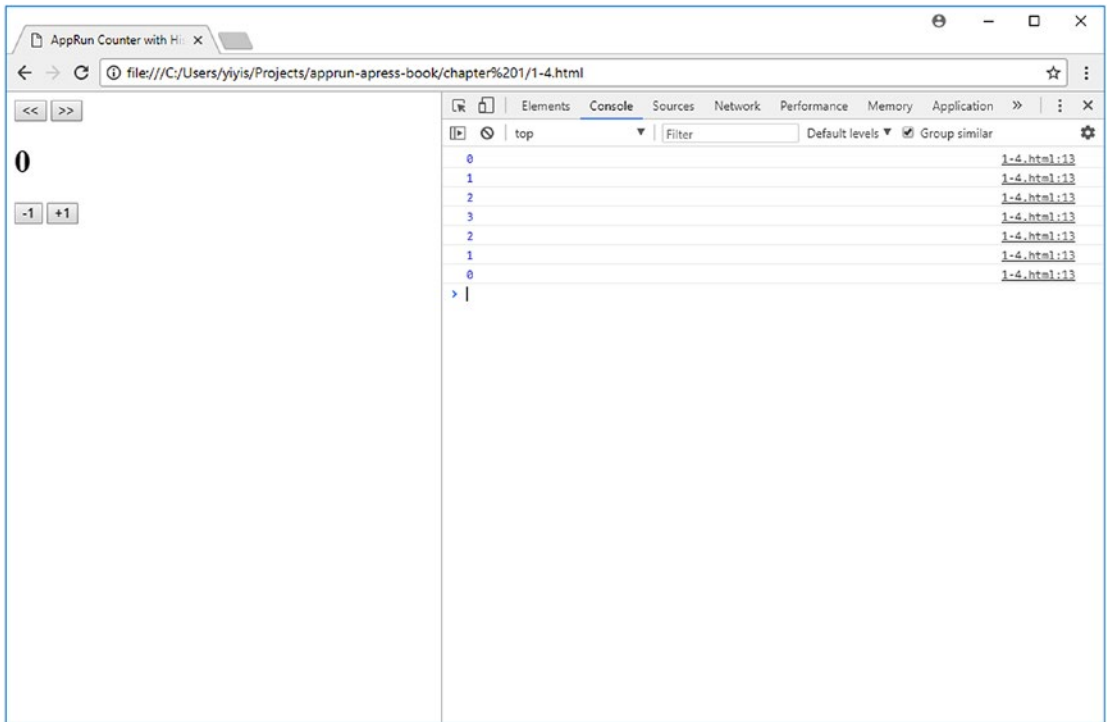 AppRun Counter with His
file:///C:/Users/yiyis/Projects/apprun-apress-book/chapter%201/1-4.html
<< >>
0
-1 +1
Elements Console Sources Network Performance Memory Application »
top Filter Default levels Group similar
0 1-4.html:13
1 1-4.html:13
2 1-4.html:13
3 1-4.html:13
2 1-4.html:13
1 1-4.html:13
0 1-4.html:13
>